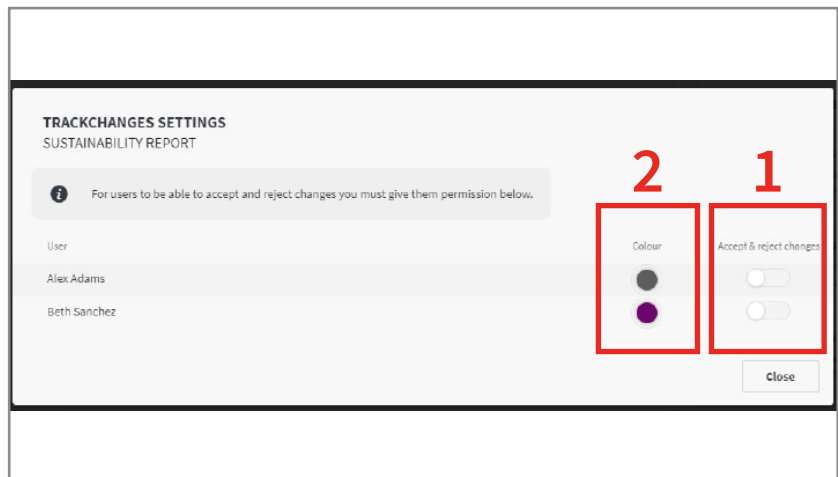 TRACKCHANGES SETTINGS
SUSTAINABILITY REPORT
2 1
i For users to be able to accept and reject changes you must give them permission below.
User Colour Accept & reject changes
Alex Adams
Beth Sanchez
Close